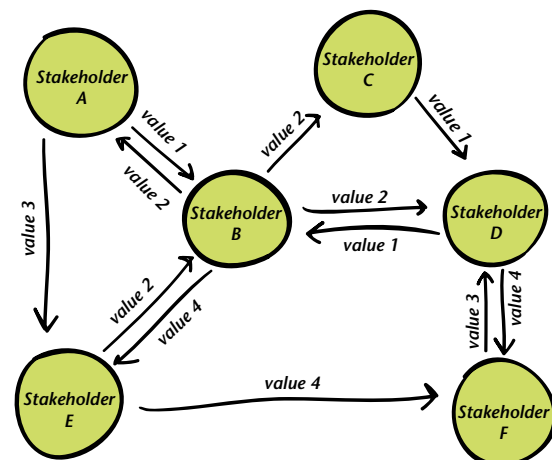 Stakeholder
A
Stakeholder
C
value 1
value 2
value 2
value 1
value 3
Stakeholder
B
value 2
value 1
Stakeholder
D
value 2
value 4
value 3
value 4
Stakeholder
E
value 4
Stakeholder
F